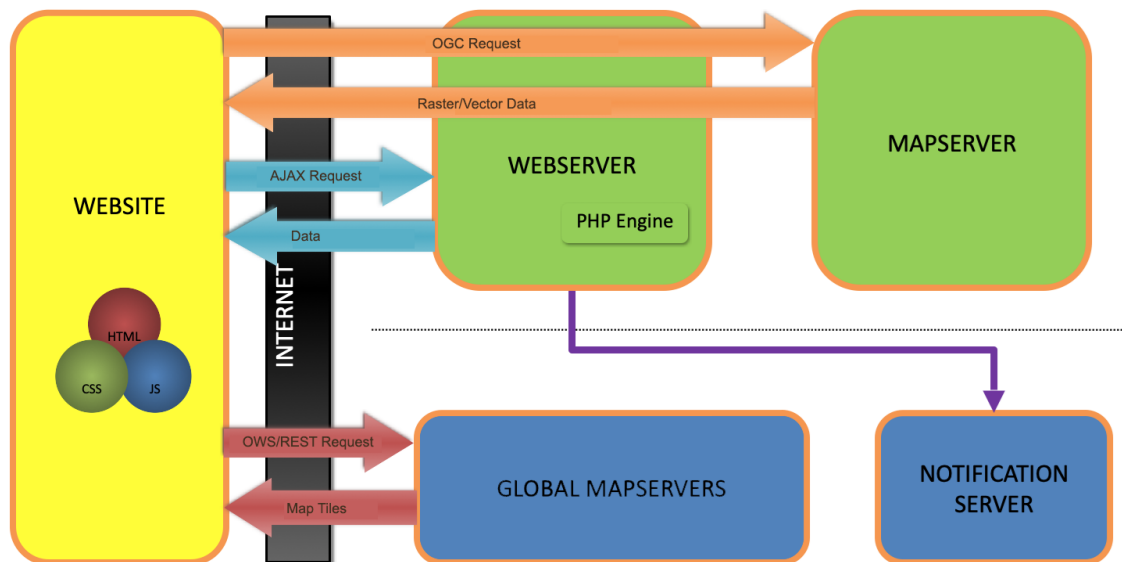 OGC Request
Raster/Vector Data
MAPSERVER
WEBSERVER
AJAX Request
WEBSITE
PHP Engine
Data
INTERNET
HTML
CSS
JS
OWS/REST Request
GLOBAL MAPSERVERS
Map Tiles
NOTIFICATION
SERVER